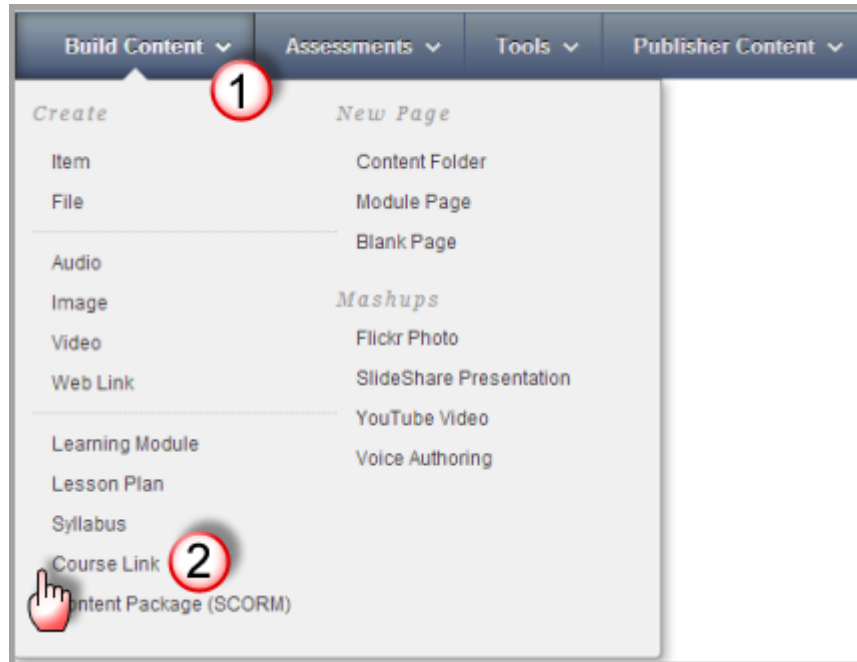 Build Content Assessments Tools Publisher Content
1
Create
Item
File
Audio
Image
Video
Web Link
Learning Module
Lesson Plan
Syllabus
Course Link 2
ontent Package (SCORM)
New Page
Content Folder
Module Page
Blank Page
Mashups
Flickr Photo
SlideShare Presentation
YouTube Video
Voice Authoring